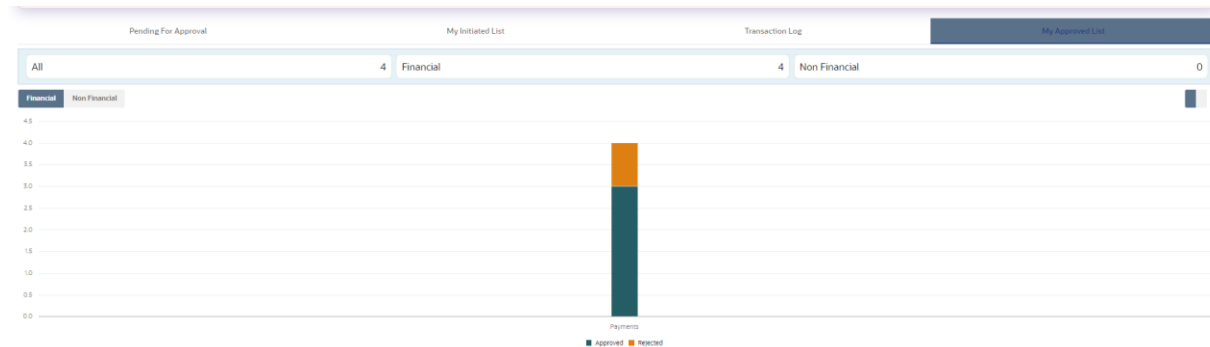 Pending For Approval My Initiated List Transaction Log My Approved List
All 4 Financial 4 Non Financial 0
Financial Non Financial
4.5
4.0
3.5
3.0
2.5
2.0
1.5
1.0
0.5
0.0
Payments
Approved Rejected